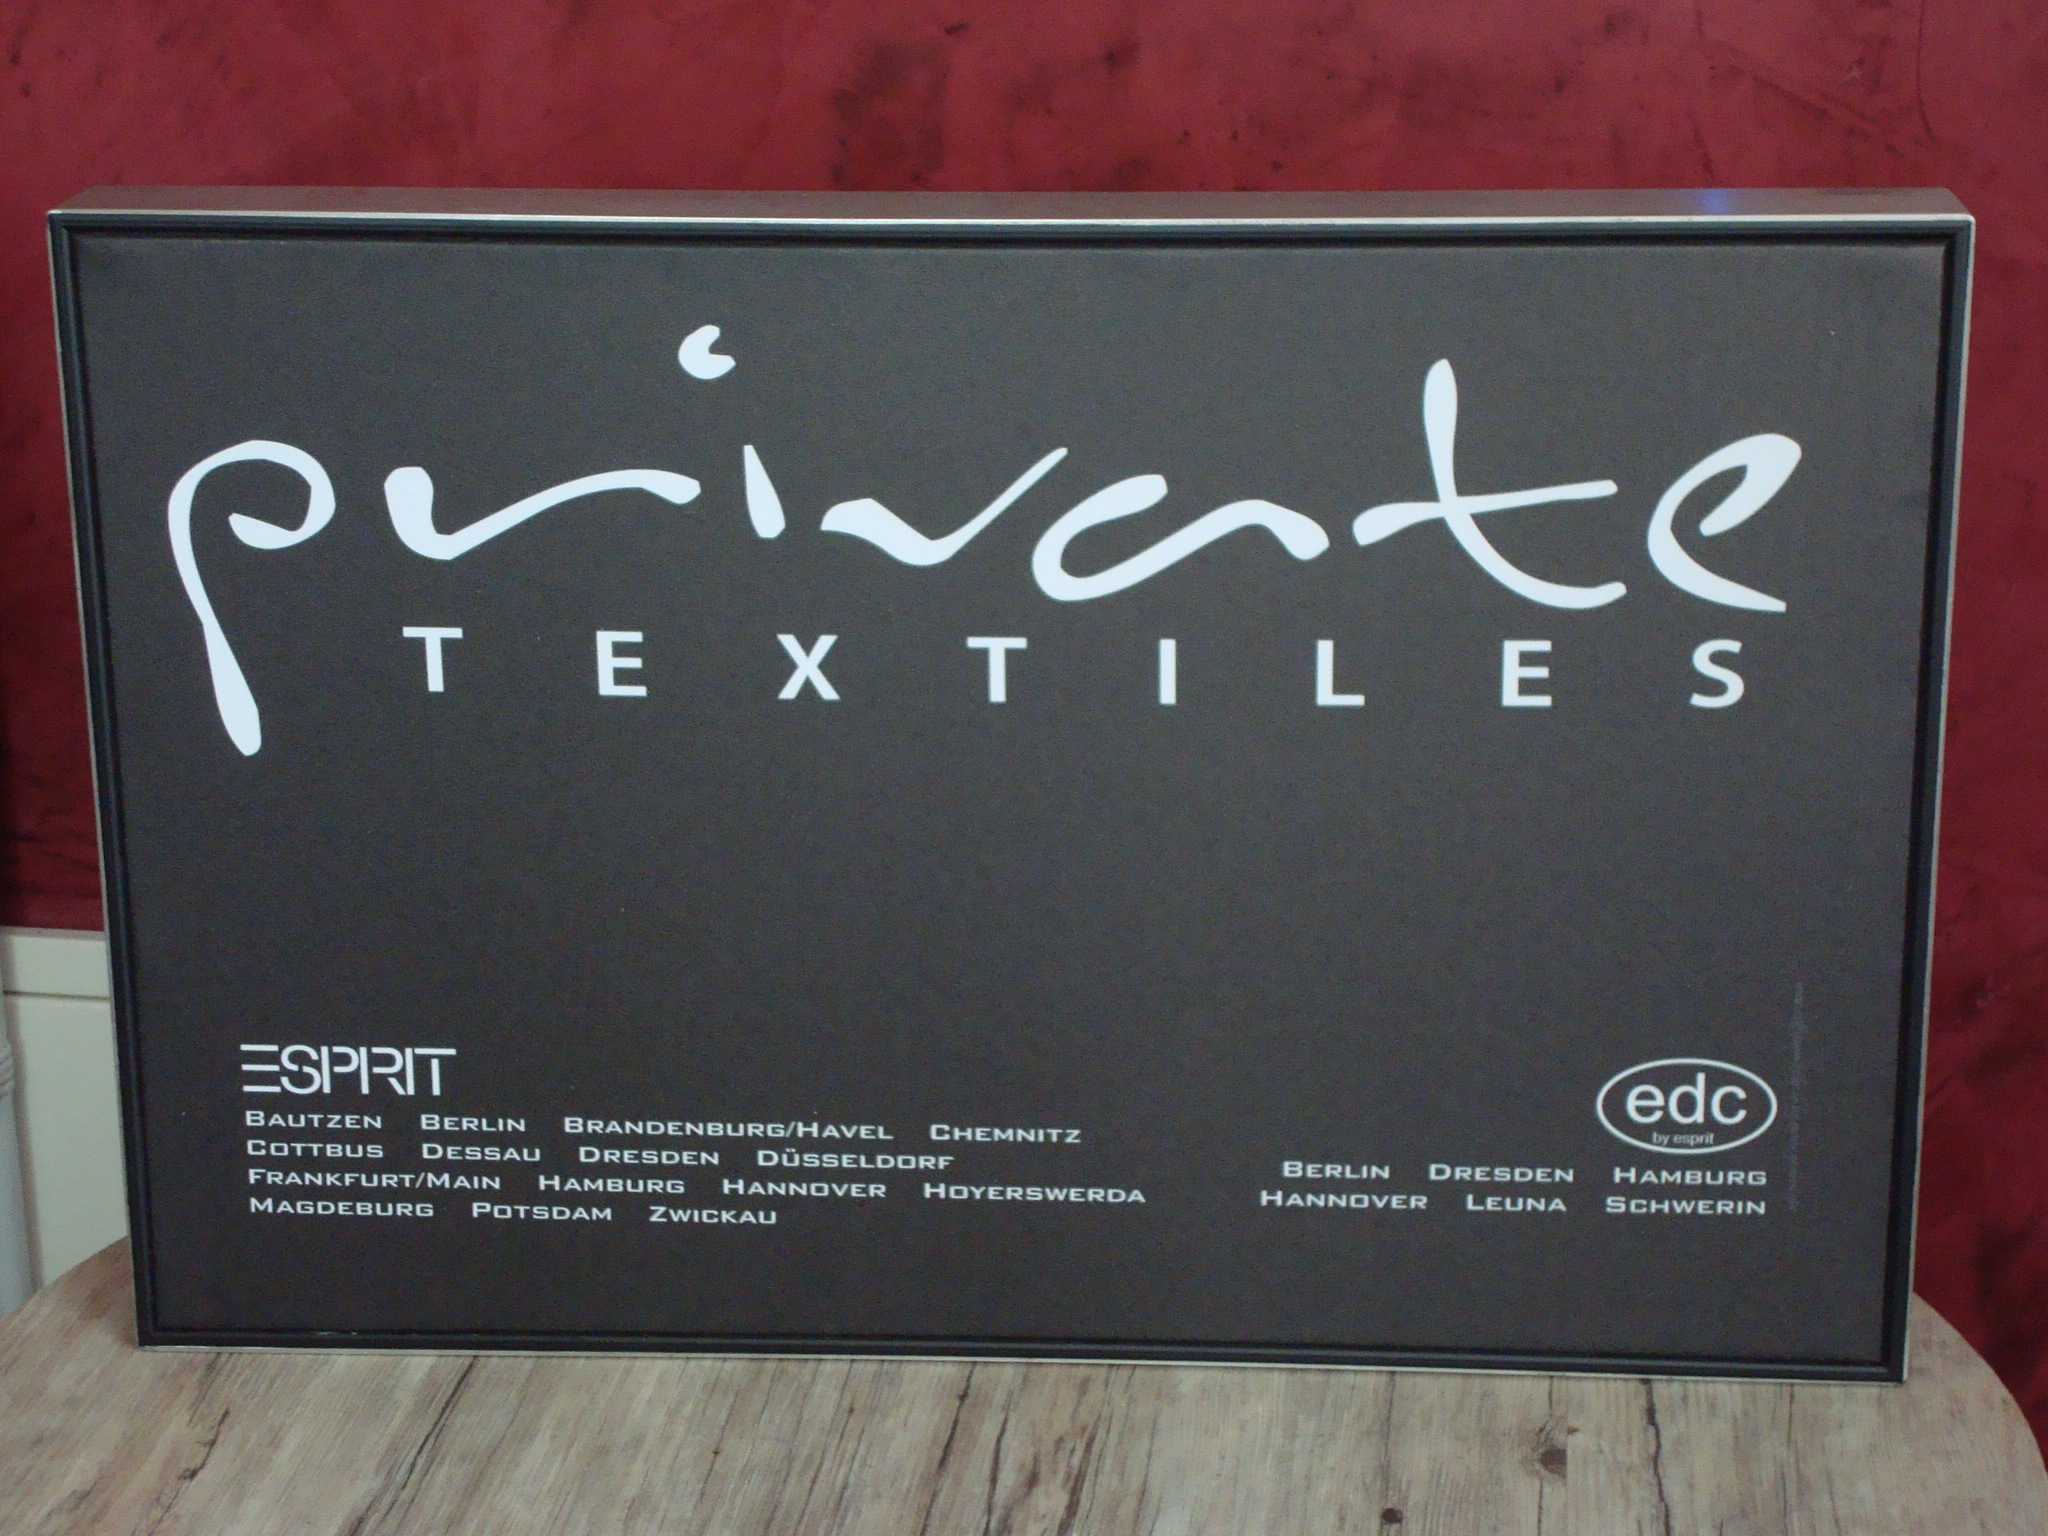 private
TEXTILES
ESPRIT
BAUTZEN BERLIN BRANDENBURG/HAVEL CHEMNITZ
COTTBUS DESSAU DRESDEN DÜSSELDORF
FRANKFURT/MAIN HAMBURG HANNOVER HOYERSWERDA
MAGDEBURG POTSDAM ZWICKAU
edc
by esprit
BERLIN DRESDEN HAMBURG
HANNOVER LEUNA SCHWERIN